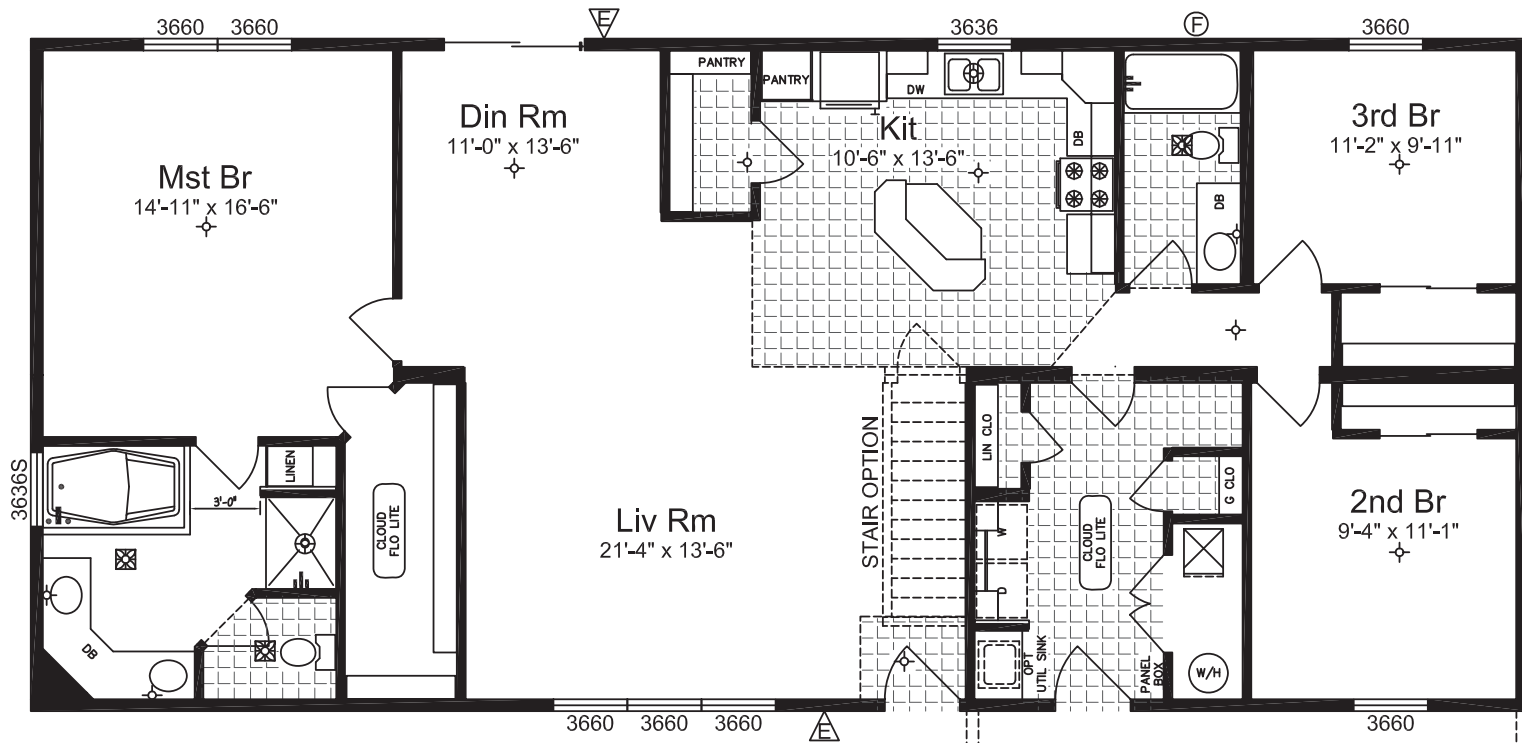 3660 3660
E
3636
F
3660
PANTRY
PANTRY
DW
Din Rm
11'-0" x 13'-6"
Kit
10'-6" x 13'-6"
DB
3rd Br
11'-2" x 9'-11"
Mst Br
14'-11" x 16'-6"
DB
3636S
LINEN
3'-0"
CLOUD
FLO LITE
DB
Liv Rm
21'-4" x 13'-6"
STAIR OPTION
LIN CLO
W
D
CLOUD
FLO LITE
G CLO
OPT
UTIL SINK
PANEL
BOX
W/H
2nd Br
9'-4" x 11'-1"
3660 3660 3660
E
3660